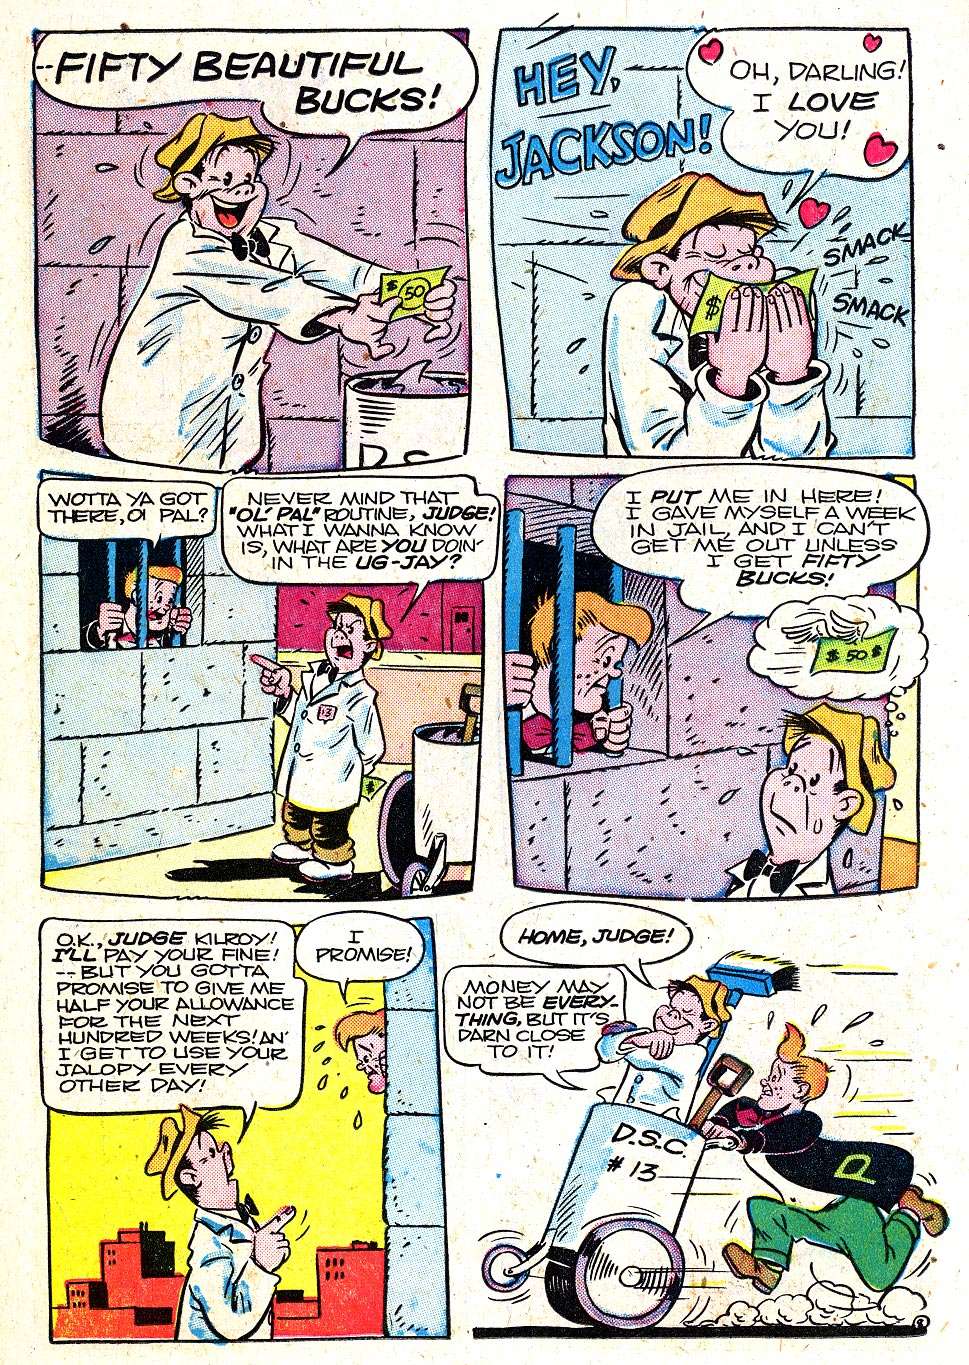 --FIFTY BEAUTIFUL
BUCKS!
$ 50
D.S.
HEY,
JACKSON!
OH, DARLING!
I LOVE
YOU!
SMACK
SMACK
$
WOTTA YA GOT
THERE, OL' PAL?
NEVER MIND THAT
"OL' PAL" ROUTINE, JUDGE!
WHAT I WANNA KNOW
IS, WHAT ARE YOU DOIN'
IN THE UG-JAY?
13
$
I PUT ME IN HERE!
I GAVE MYSELF A WEEK
IN JAIL, AND I CAN'T
GET ME OUT UNLESS
I GET FIFTY
BUCKS!
$ 50 $
O.K., JUDGE KILROY!
I'LL PAY YOUR FINE!
--BUT YOU GOTTA
PROMISE TO GIVE ME
HALF YOUR ALLOWANCE
FOR THE NEXT
HUNDRED WEEKS! AN'
I GET TO USE YOUR
JALOPY EVERY
OTHER DAY!
I
PROMISE!
HOME, JUDGE!
MONEY MAY
NOT BE EVERY-
THING, BUT IT'S
DARN CLOSE
TO IT!
D.S.C.
# 13